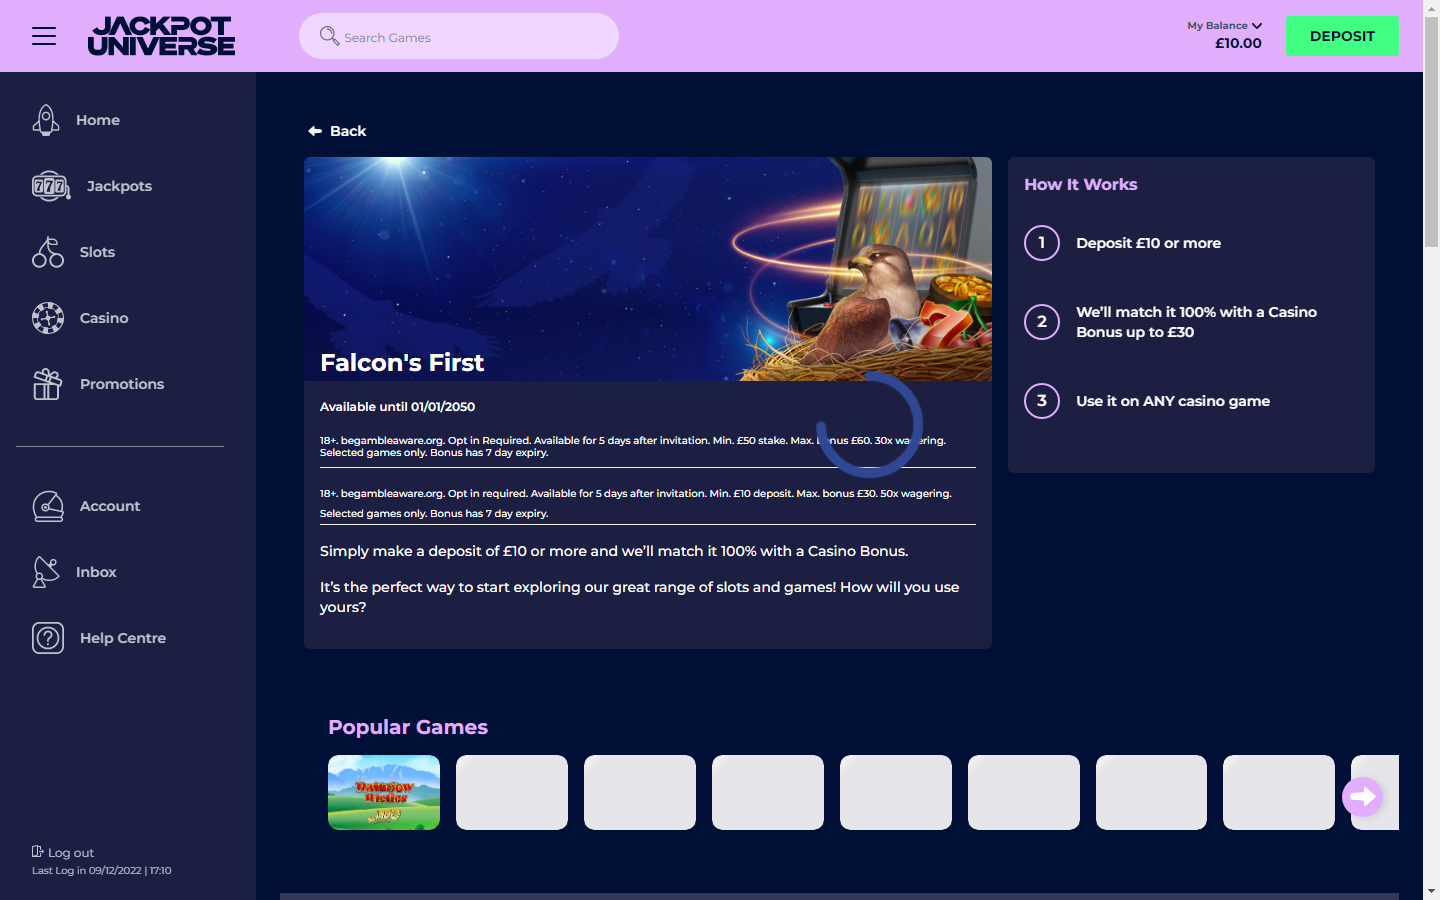 JACKPOT
UNIVERSE
Search Games
My Balance
£10.00
DEPOSIT
Home
Jackpots
Slots
Casino
Promotions
Account
Inbox
Help Centre
Log out
Last Log in 09/12/2022 | 17:10
Back
777
7
Falcon's First
Available until 01/01/2050
18+. begambleaware.org. Opt in Required. Available for 5 days after invitation. Min. £50 stake. Max. bonus £60. 30x wagering.
Selected games only. Bonus has 7 day expiry.
18+. begambleaware.org. Opt in required. Available for 5 days after invitation. Min. £10 deposit. Max. bonus £30. 50x wagering.
Selected games only. Bonus has 7 day expiry.
Simply make a deposit of £10 or more and we’ll match it 100% with a Casino Bonus.
It’s the perfect way to start exploring our great range of slots and games! How will you use
yours?
How It Works
1
Deposit £10 or more
2
We’ll match it 100% with a Casino
Bonus up to £30
3
Use it on ANY casino game
Popular Games
Rainbow
Riches